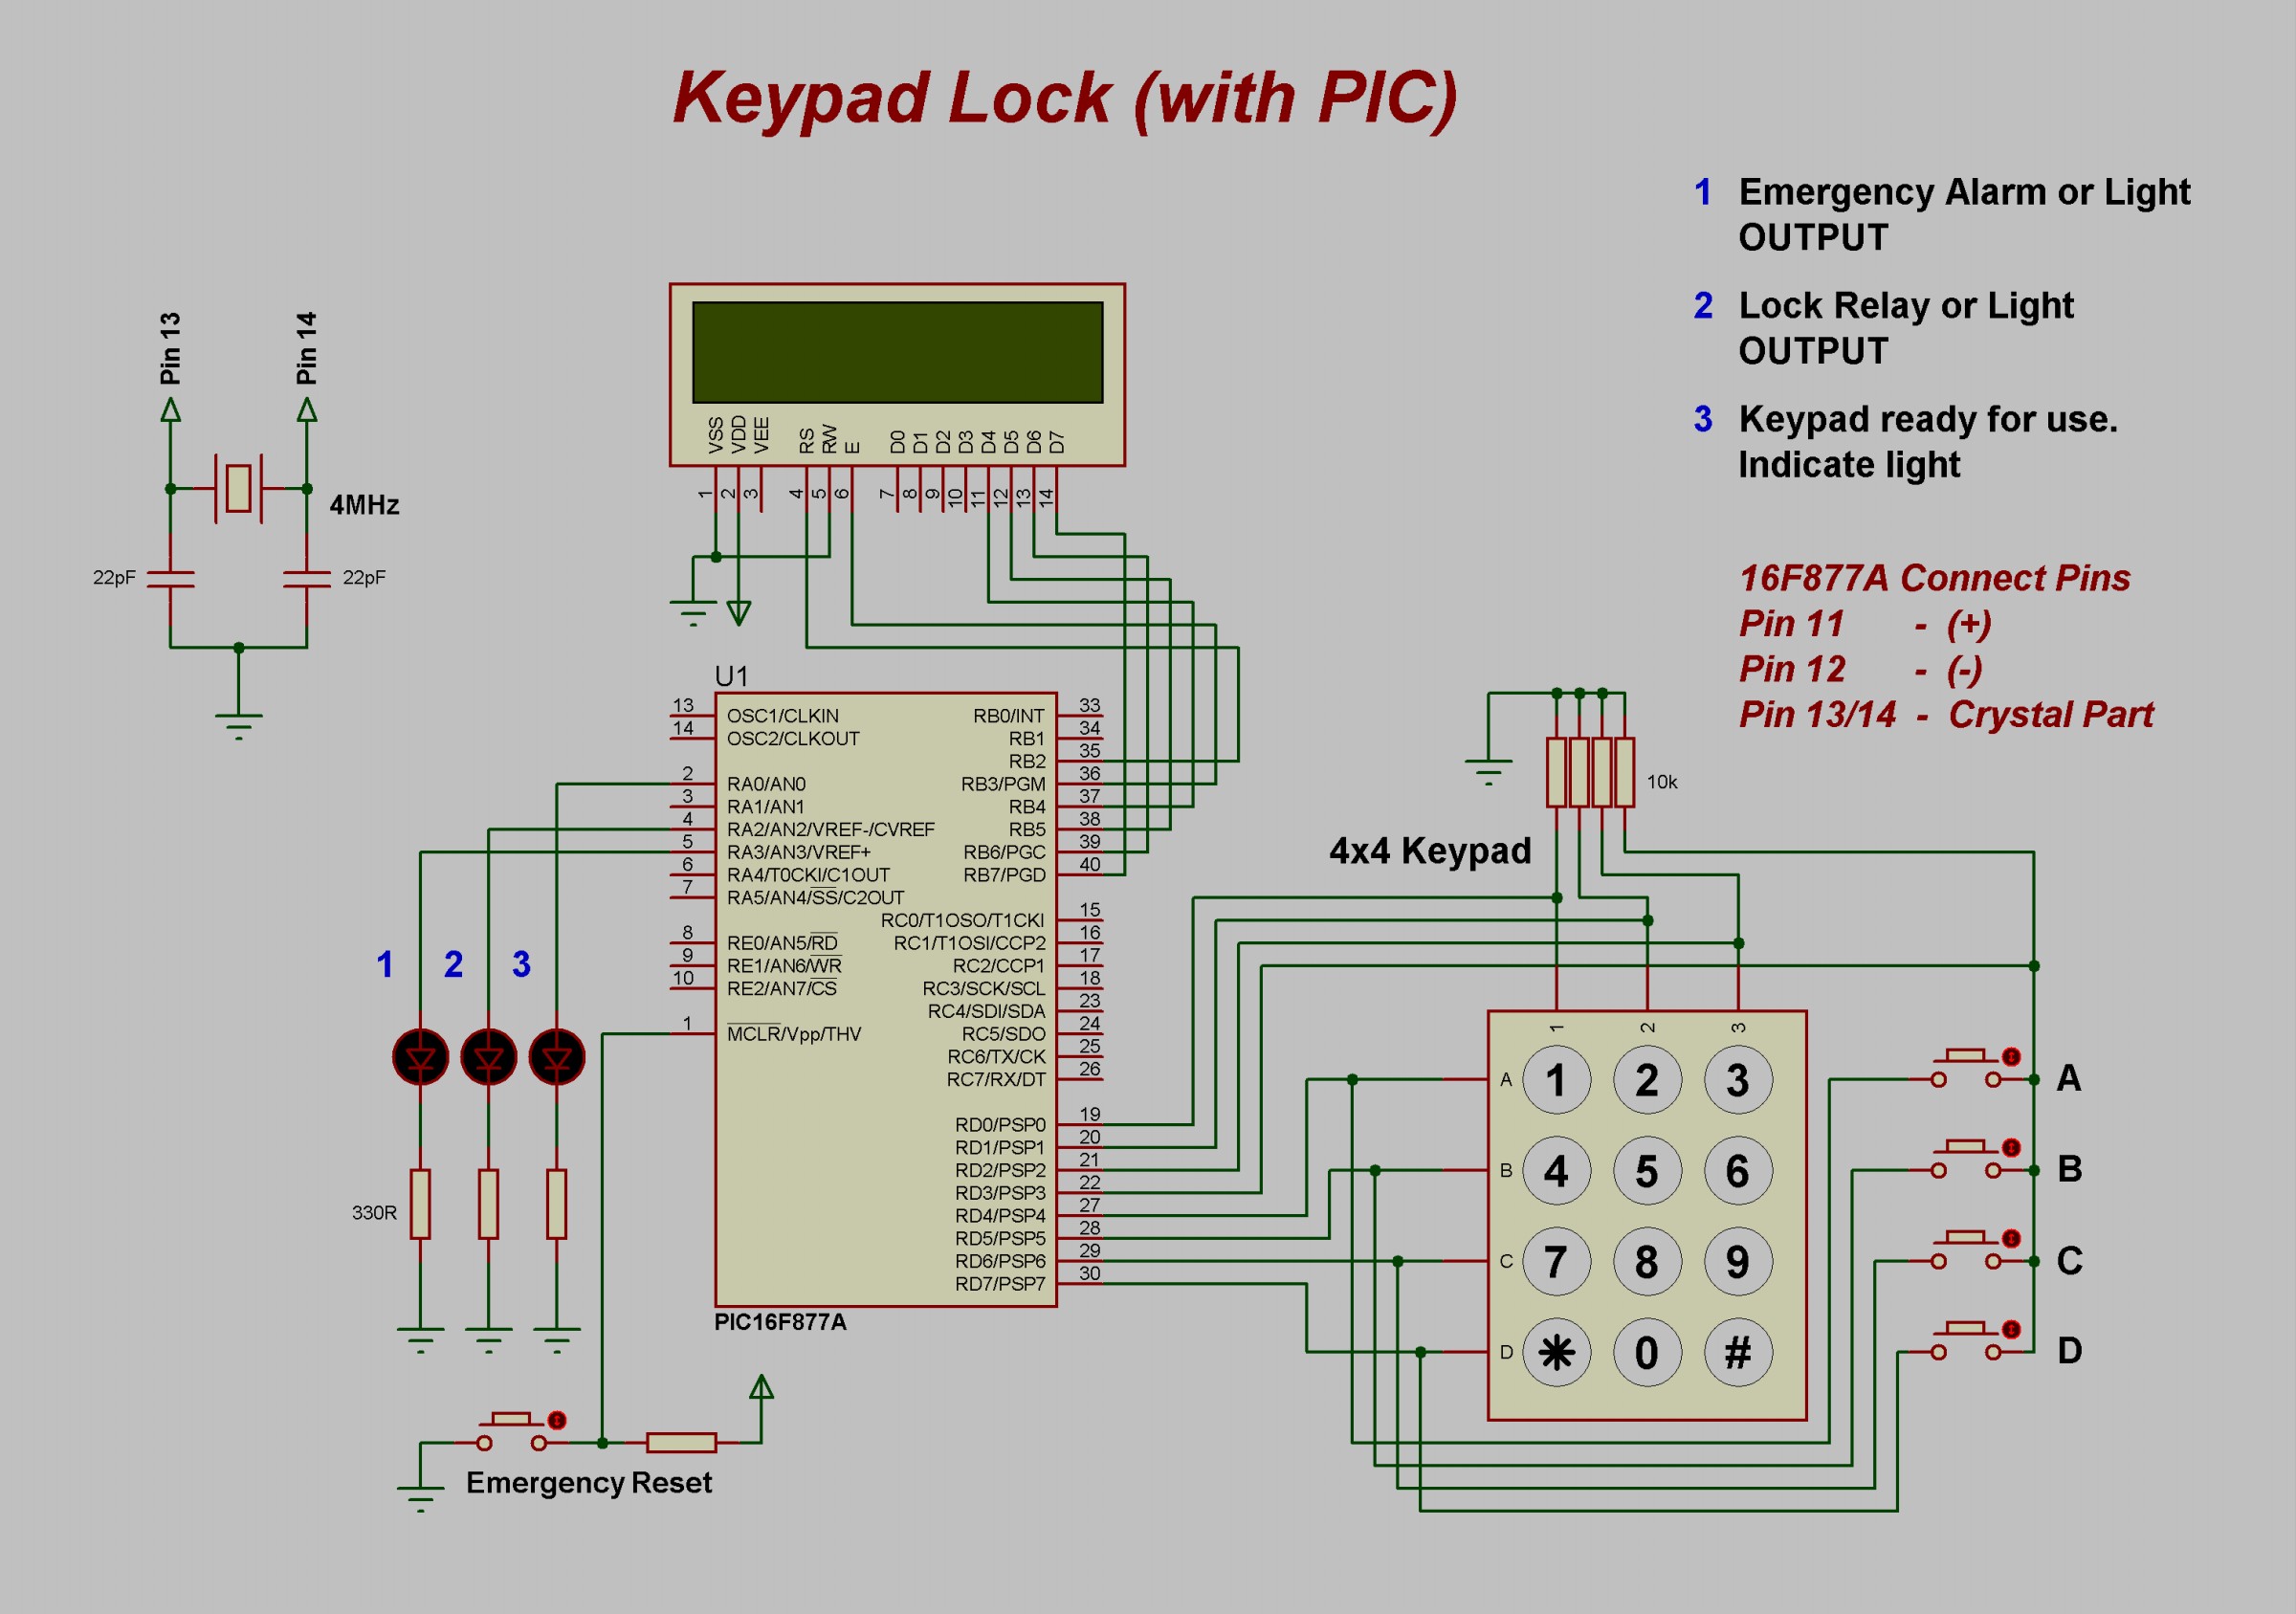 Keypad Lock (with PIC)
1 Emergency Alarm or Light
OUTPUT
2 Lock Relay or Light
OUTPUT
3 Keypad ready for use.
Indicate light
16F877A Connect Pins
Pin 11 - (+)
Pin 12 - (-)
Pin 13/14 - Crystal Part
Pin 13
Pin 14
4MHz
22pF
22pF
VSS
VDD
VEE
RS
RW
E
D0
D1
D2
D3
D4
D5
D6
D7
1
2
3
4
5
6
7
8
9
10
11
12
13
14
U1
13 OSC1/CLKIN
14 OSC2/CLKOUT
2 RA0/AN0
3 RA1/AN1
4 RA2/AN2/VREF-/CVREF
5 RA3/AN3/VREF+
6 RA4/T0CKI/C1OUT
7 RA5/AN4/SS/C2OUT
8 RE0/AN5/RD
9 RE1/AN6/WR
10 RE2/AN7/CS
1 MCLR/Vpp/THV
RB0/INT 33
RB1 34
RB2 35
RB3/PGM 36
RB4 37
RB5 38
RB6/PGC 39
RB7/PGD 40
RC0/T1OSO/T1CKI 15
RC1/T1OSI/CCP2 16
RC2/CCP1 17
RC3/SCK/SCL 18
RC4/SDI/SDA 23
RC5/SDO 24
RC6/TX/CK 25
RC7/RX/DT 26
RD0/PSP0 19
RD1/PSP1 20
RD2/PSP2 21
RD3/PSP3 22
RD4/PSP4 27
RD5/PSP5 28
RD6/PSP6 29
RD7/PSP7 30
PIC16F877A
1 2 3
330R
Emergency Reset
10k
4x4 Keypad
1 2 3
A 1 2 3
B 4 5 6
C 7 8 9
D * 0 #
A
B
C
D